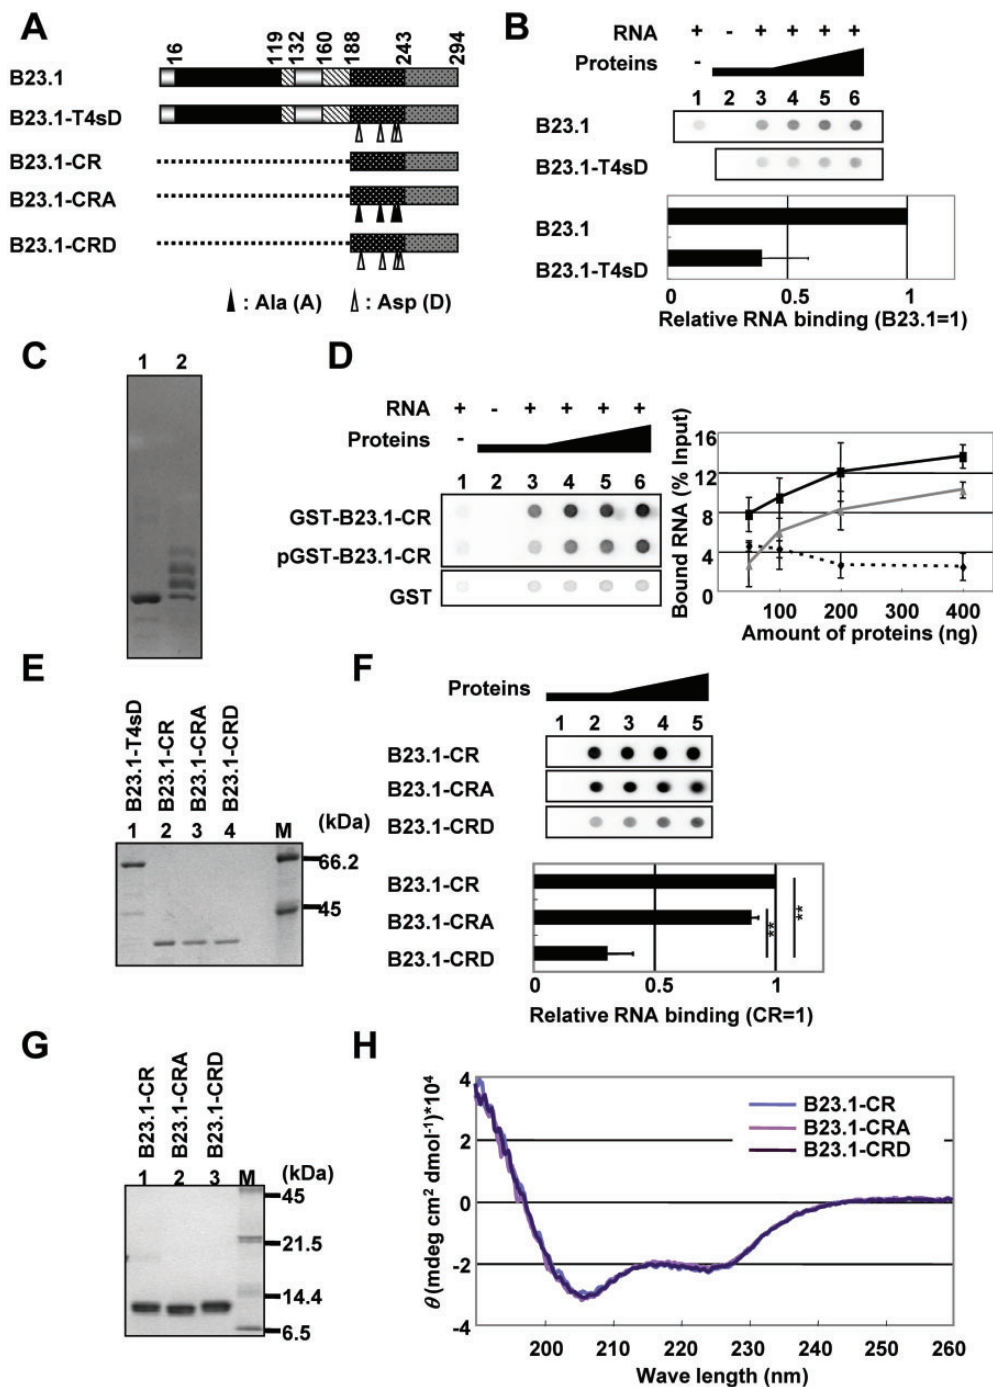 A
16 119 132 160 188 243 294
B23.1
B23.1-T4sD
B23.1-CR
B23.1-CRA
B23.1-CRD
: Ala (A) : Asp (D)
B
RNA + - + + + +
Proteins -
1 2 3 4 5 6
B23.1
B23.1-T4sD
B23.1
B23.1-T4sD
0 0.5 1
Relative RNA binding (B23.1=1)
C
1 2
D
RNA + - + + + +
Proteins -
1 2 3 4 5 6
GST-B23.1-CR
pGST-B23.1-CR
GST
Bound RNA (% Input)
16
12
8
4
0
100 200 300 400
Amount of proteins (ng)
E
B23.1-T4sD
B23.1-CR
B23.1-CRA
B23.1-CRD
1 2 3 4 M (kDa)
66.2
45
F
Proteins
1 2 3 4 5
B23.1-CR
B23.1-CRA
B23.1-CRD
B23.1-CR
B23.1-CRA
B23.1-CRD
**
**
0 0.5 1
Relative RNA binding (CR=1)
G
B23.1-CR
B23.1-CRA
B23.1-CRD
1 2 3 M (kDa)
45
21.5
14.4
6.5
H
θ (mdeg cm² dmol⁻¹)*10⁴
4
2
0
-2
-4
B23.1-CR
B23.1-CRA
B23.1-CRD
200 210 220 230 240 250 260
Wave length (nm)